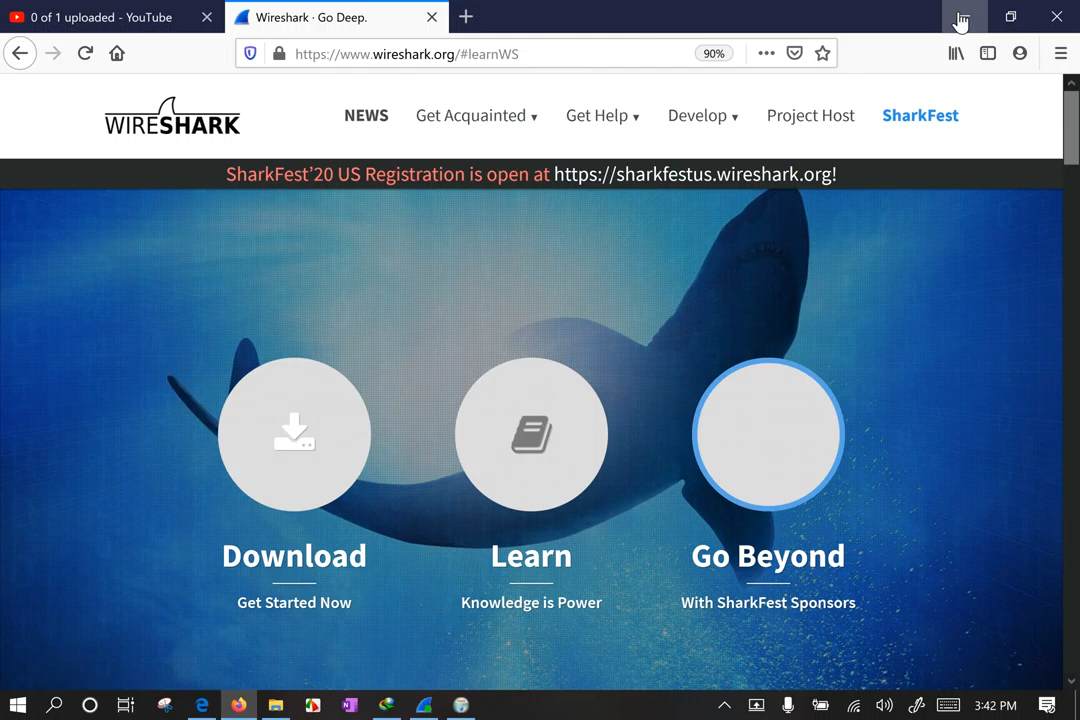 0 of 1 uploaded - YouTube
Wireshark · Go Deep.
https://www.wireshark.org/#learnWS
90%
WIRESHARK
NEWS
Get Acquainted ▾
Get Help ▾
Develop ▾
Project Host
SharkFest
SharkFest’20 US Registration is open at https://sharkfestus.wireshark.org!
Download
Learn
Go Beyond
Get Started Now
Knowledge is Power
With SharkFest Sponsors
3:42 PM